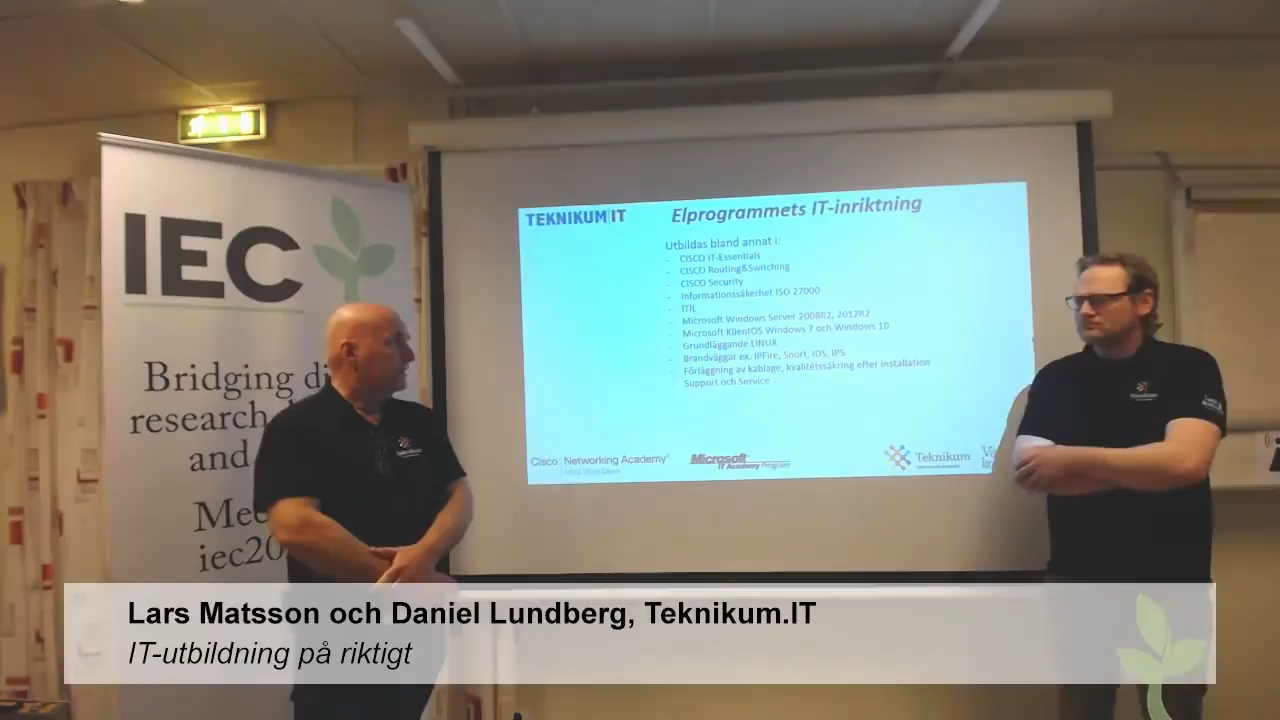 IEC
Bridging di
research
and
Me
iec20
TEKNIKUM|IT
Elprogrammets IT-inriktning
Utbildas bland annat i:
- CISCO IT-Essentials
- CISCO Routing&Switching
- CISCO Security
- Informationssäkerhet ISO 27000
- ITIL
- Microsoft Windows Server 2008R2, 2012R2
- Microsoft KlientOS Windows 7 och Windows 10
- Grundläggande LINUX
- Brandväggar ex. IPFire, Snort, IDS, IPS
- Förläggning av kablage, kvalitetssäkring efter installation
- Support och Service
Cisco Networking Academy
Microsoft
IT Academy Program
Teknikum
Lars Matsson och Daniel Lundberg, Teknikum.IT
IT-utbildning på riktigt